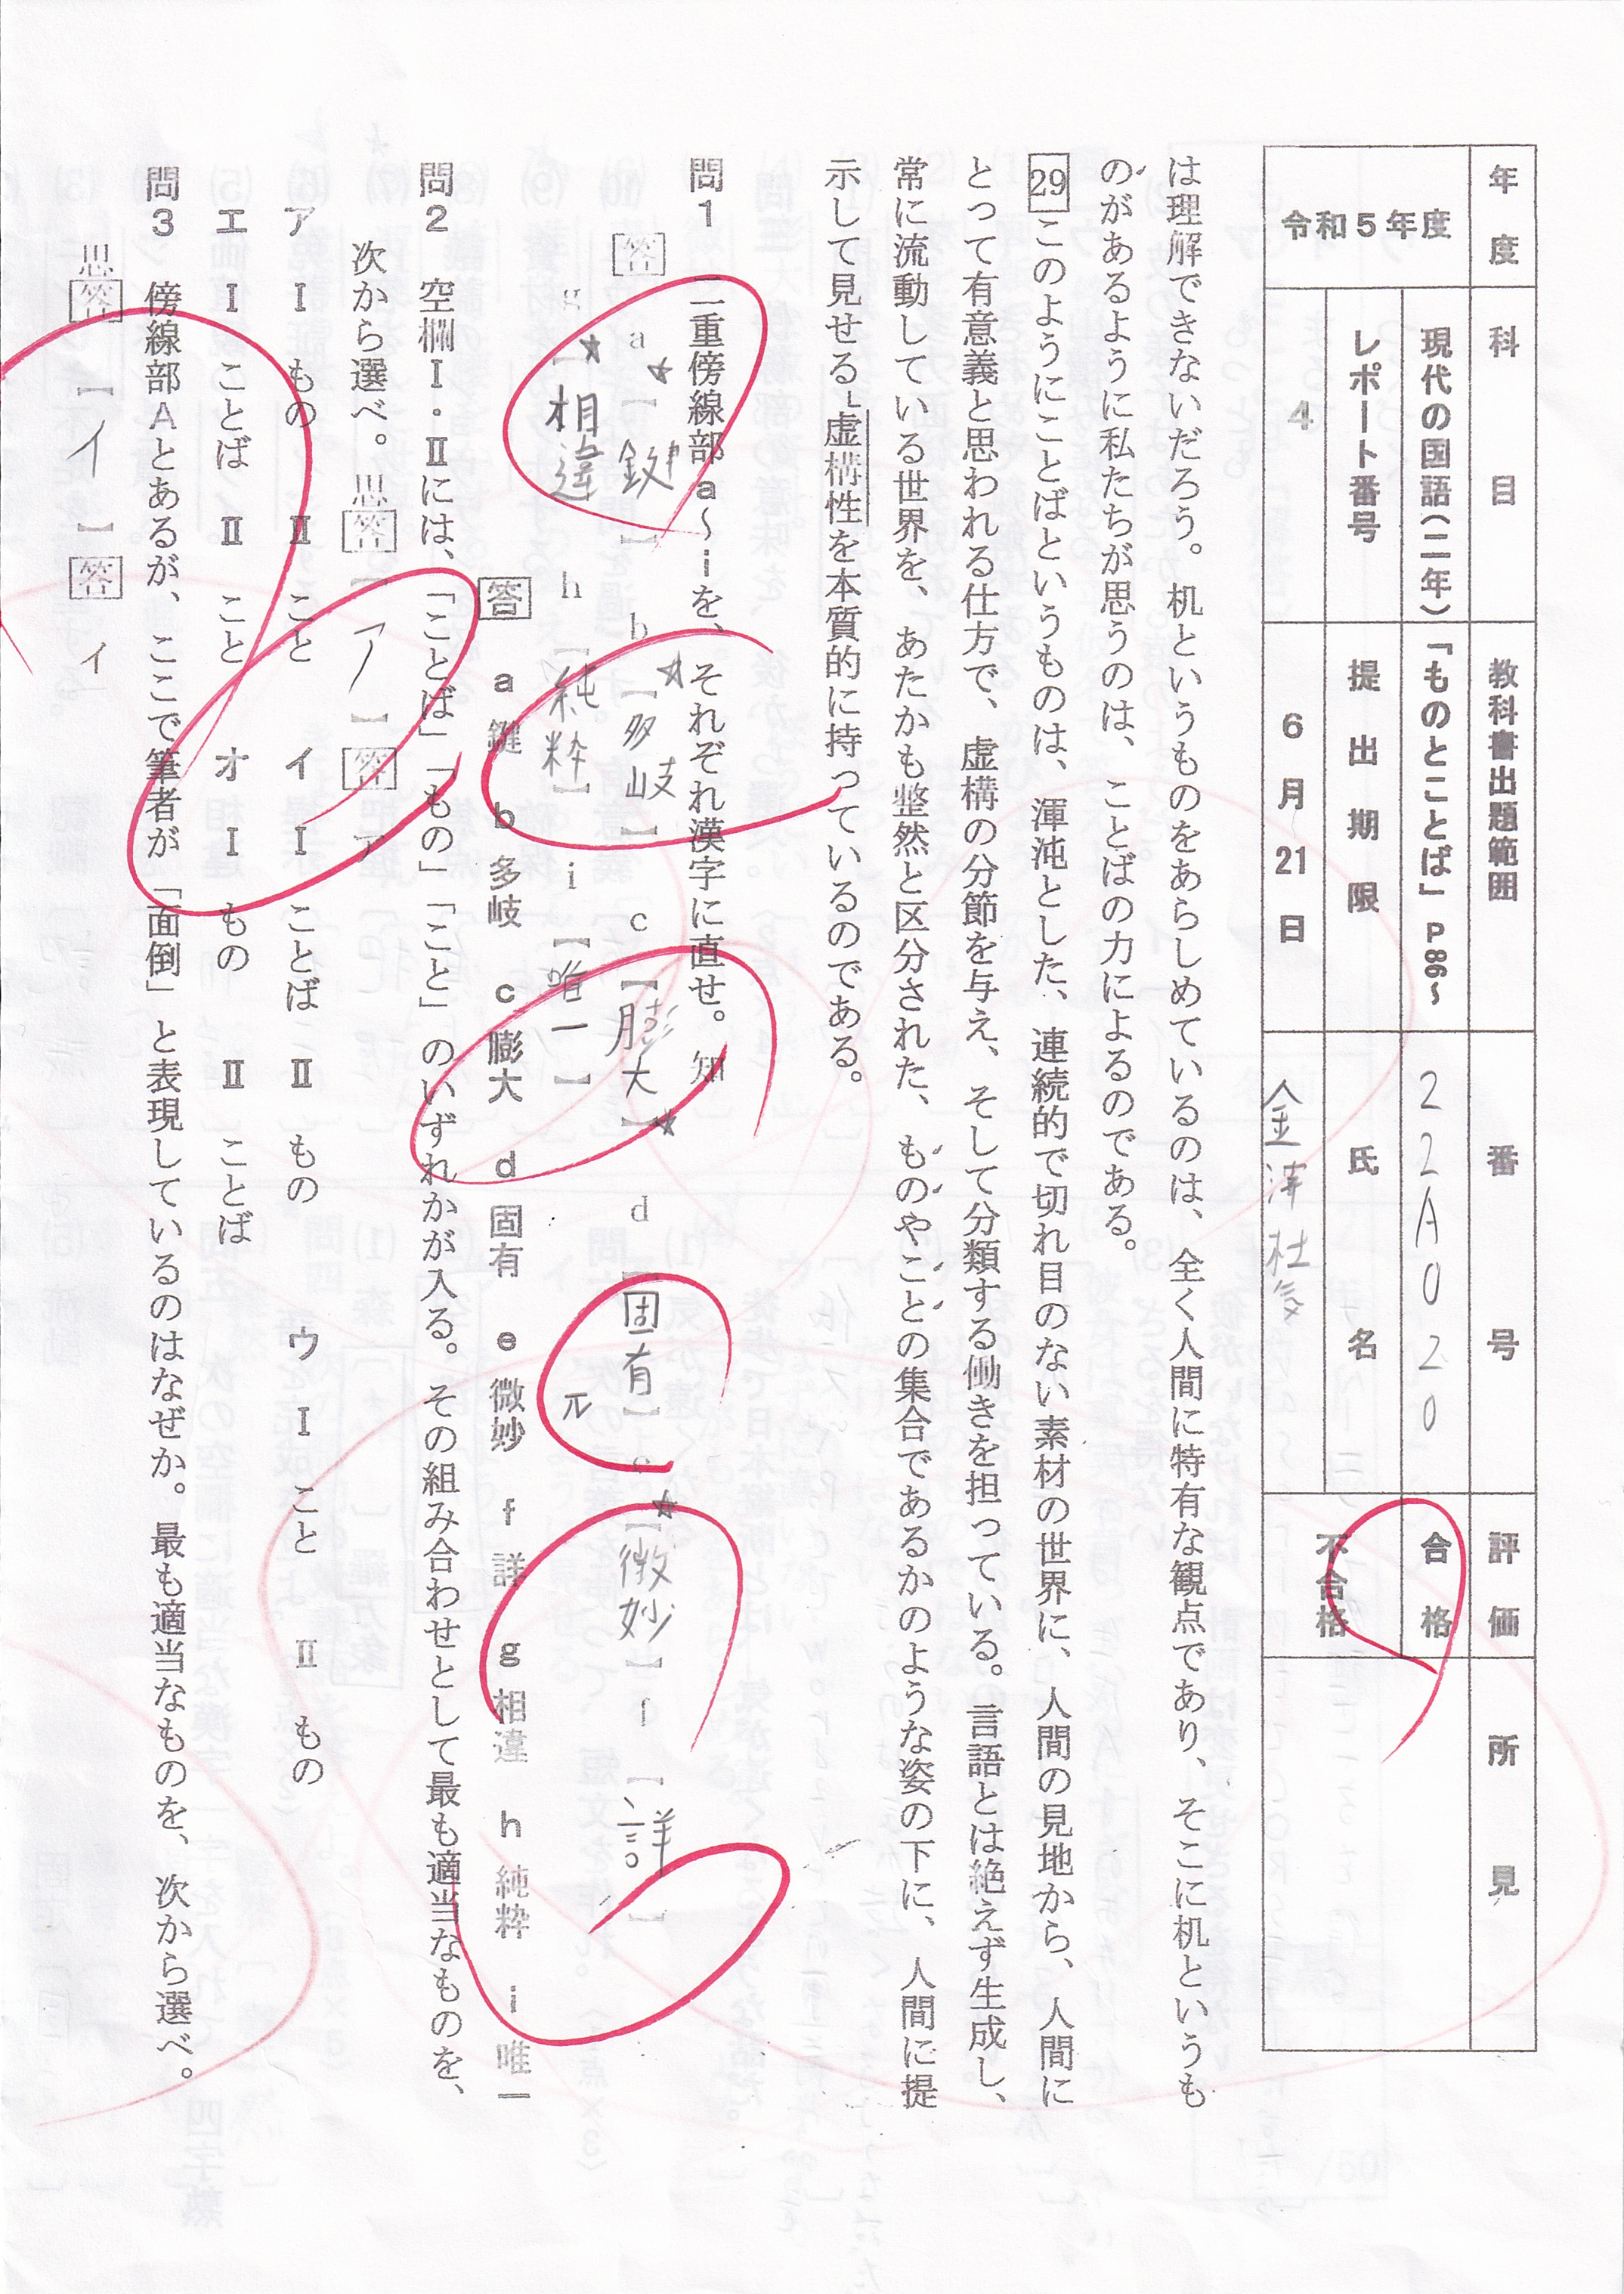 年度 科目 教科書出題範囲 番号 評価 所見
令和5年度
現代の国語(二年) 「ものとことば」P86~ 22A020 合格
レポート番号 提出期限 氏名 不合格
4 6月21日 金澤
は理解できないだろう。机というものをあらしめているのは、全く人間に特有な観点であり、そこに机というも
のがあるように私たちが思うのは、ことばの力によるのである。
29 このようにことばというものは、渾沌とした、連続的で切れ目のない素材の世界に、人間の見地から、人間に
とって有意義と思われる仕方で、虚構の分節を与え、そして分類する働きを担っている。言語とは絶えず生成し、
常に流動している世界を、あたかも整然と区分された、ものやことの集合であるかのような姿の下に、人間に提
示して見せる虚構性を本質的に持っているのである。
問1 二重傍線部a~iを、それぞれ漢字に直せ。知
答 a【鍵】 b【多岐】 c【膨大】 d【固有】 e【微妙】 f【詳】
g【相違】 h【純粋】 i【唯一】
答 a 鍵 b 多岐 c 膨大 d 固有 e 微妙 f 詳 g 相違 h 純粋 i 唯一
問2 空欄Ⅰ・Ⅱには、「ことば」「もの」「こと」のいずれかが入る。その組み合わせとして最も適当なものを、
次から選べ。 思答【ア】答 ア
ア Ⅰ もの Ⅱ こと イ Ⅰ ことば Ⅱ もの ウ Ⅰ こと Ⅱ もの
エ Ⅰ ことば Ⅱ こと オ Ⅰ もの Ⅱ ことば
問3 傍線部Aとあるが、ここで筆者が「面倒」と表現しているのはなぜか。最も適当なものを、次から選べ。
思答【イ】答 イ